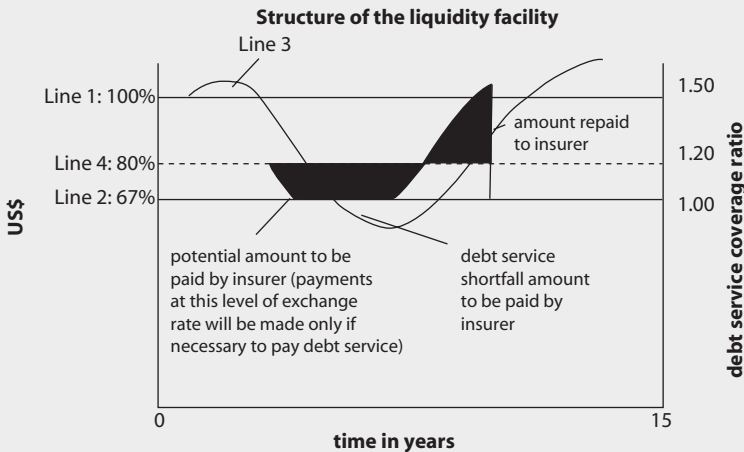 Structure of the liquidity facility
Line 3
Line 1: 100%
1.50
amount repaid
to insurer
Line 4: 80%
1.20
Line 2: 67%
1.00
US$
debt service coverage ratio
potential amount to be
paid by insurer (payments
at this level of exchange
rate will be made only if
necessary to pay debt service)
debt service
shortfall amount
to be paid by
insurer
0
15
time in years